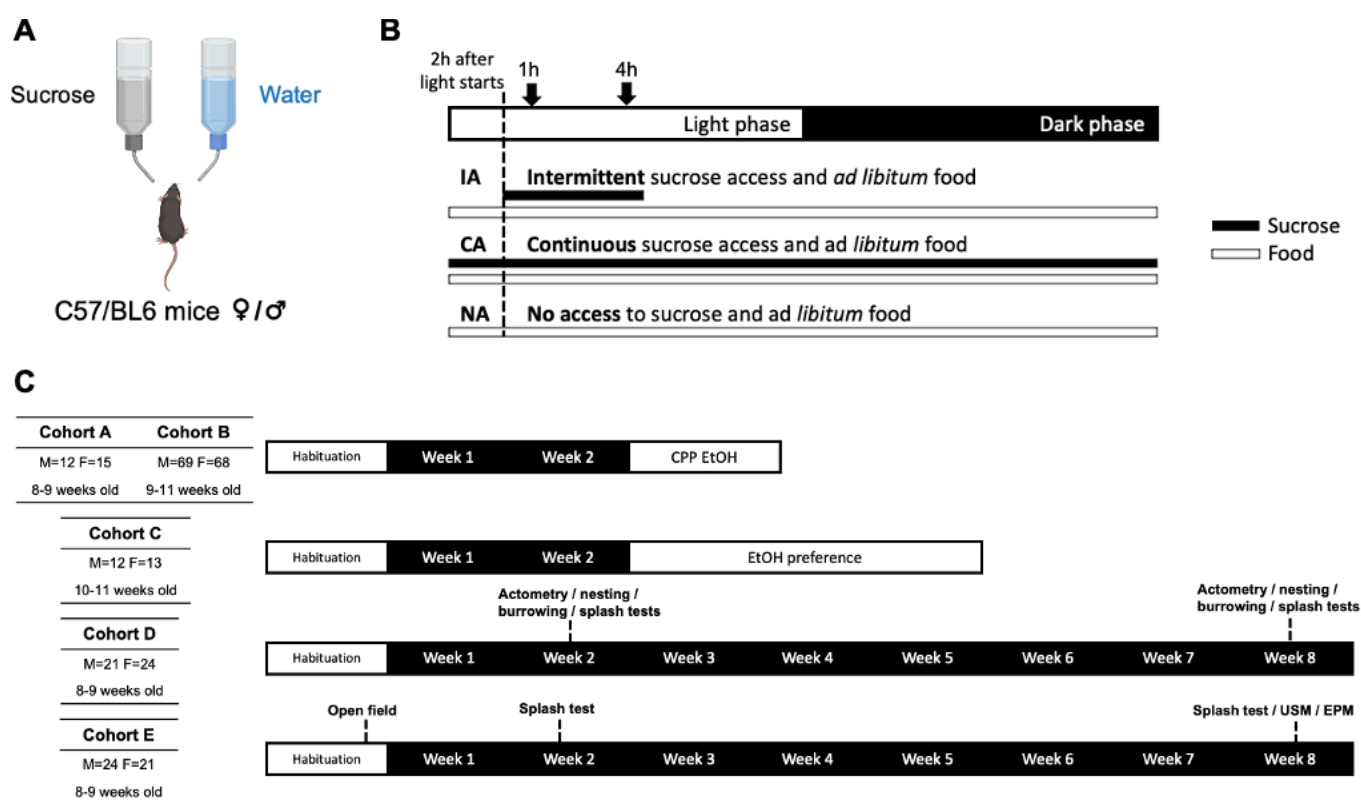 A
Sucrose
Water
C57/BL6 mice ♀/♂
B
2h after
light starts
1h
4h
Light phase
Dark phase
IA Intermittent sucrose access and ad libitum food
CA Continuous sucrose access and ad libitum food
NA No access to sucrose and ad libitum food
Sucrose
Food
C
Cohort A Cohort B
M=12 F=15 M=69 F=68
8-9 weeks old 9-11 weeks old
Habituation Week 1 Week 2 CPP EtOH
Cohort C
M=12 F=13
10-11 weeks old
Habituation Week 1 Week 2 EtOH preference
Actometry / nesting /
burrowing / splash tests
Actometry / nesting /
burrowing / splash tests
Cohort D
M=21 F=24
8-9 weeks old
Habituation Week 1 Week 2 Week 3 Week 4 Week 5 Week 6 Week 7 Week 8
Open field
Splash test
Splash test / USM / EPM
Cohort E
M=24 F=21
8-9 weeks old
Habituation Week 1 Week 2 Week 3 Week 4 Week 5 Week 6 Week 7 Week 8